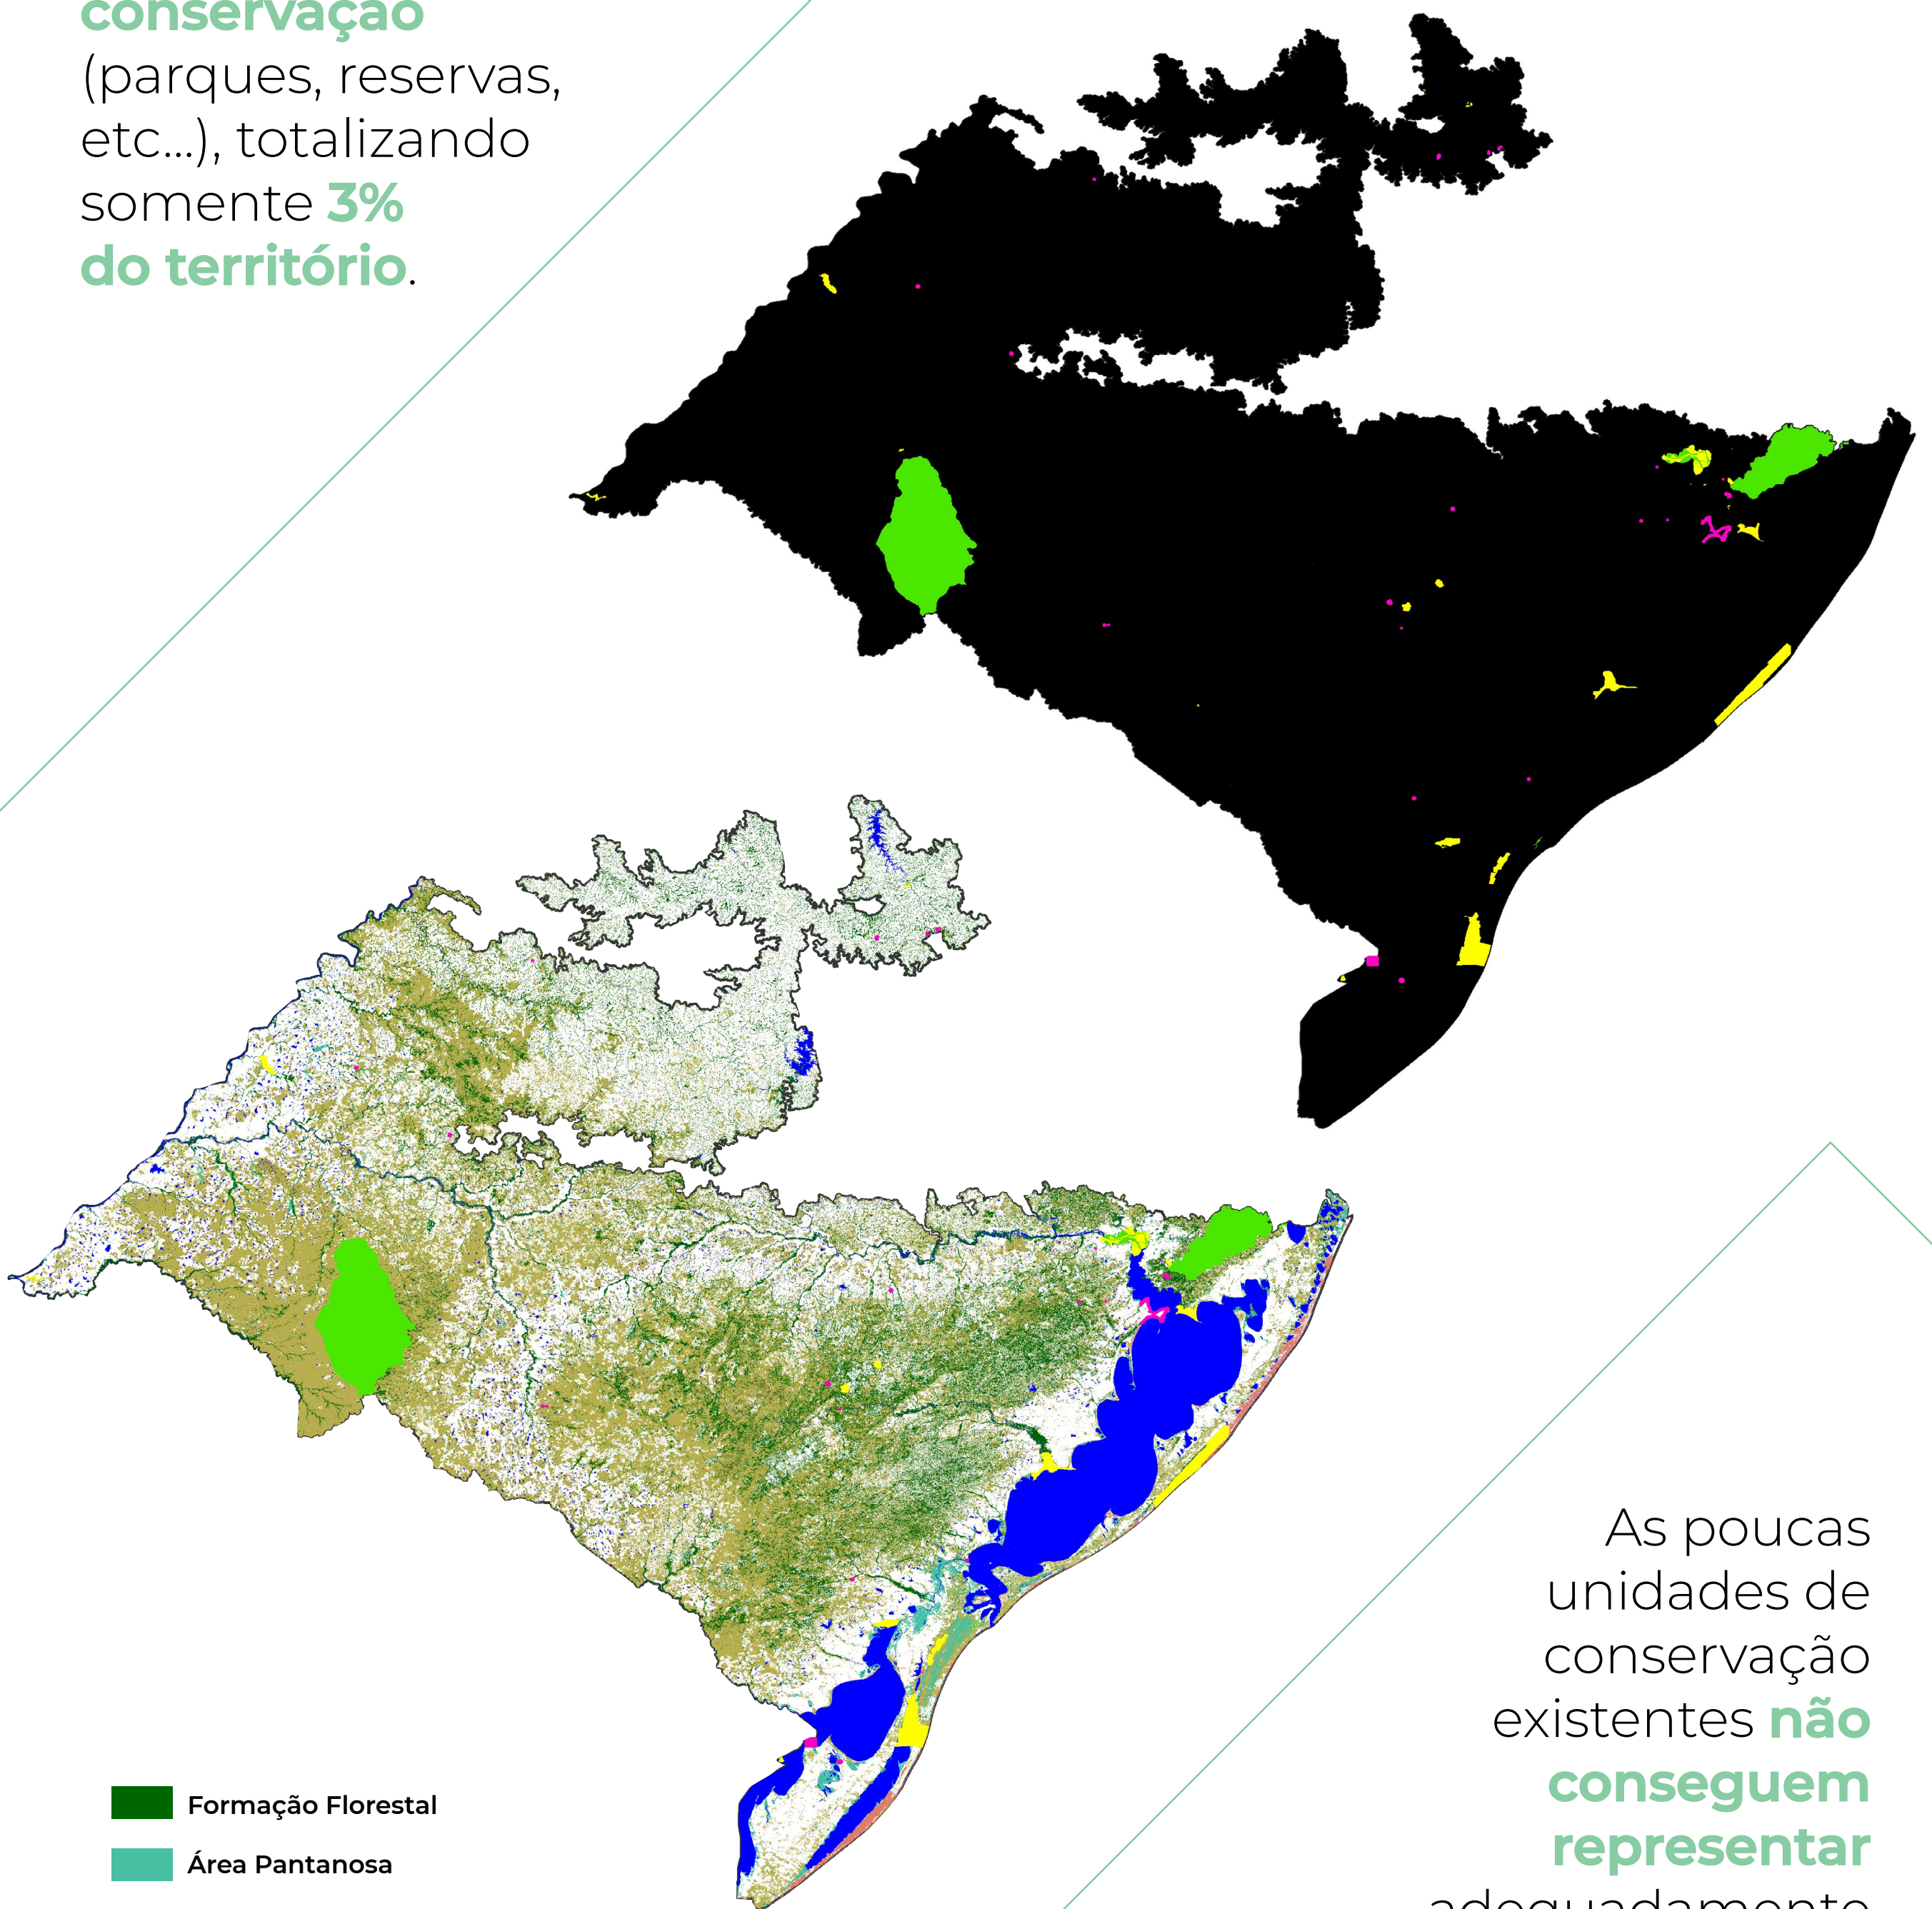 conservação
(parques, reservas,
etc...), totalizando
somente 3%
do território.
Formação Florestal
Área Pantanosa
As poucas
unidades de
conservação
existentes não
conseguem
representar
adequadamente